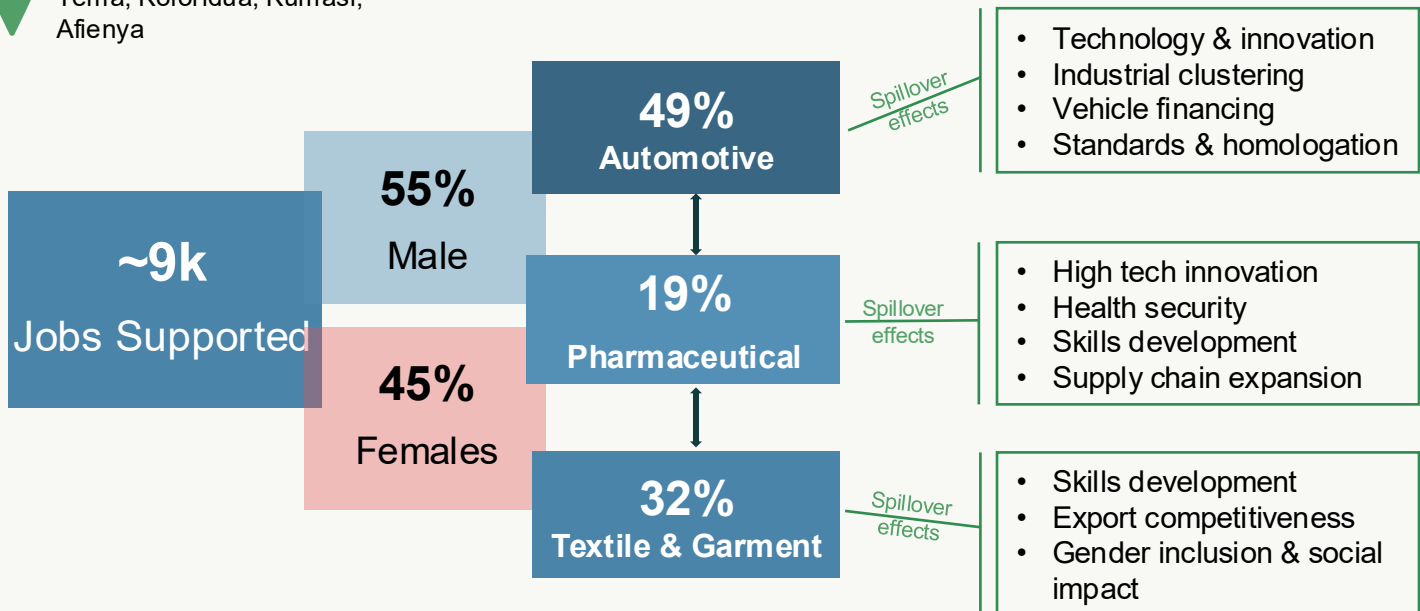 Koforidua, Kumasi,
Afienya
~9k
Jobs Supported
55%
Male
45%
Females
49%
Automotive
19%
Pharmaceutical
32%
Textile & Garment
Spillover
effects
• Technology & innovation
• Industrial clustering
• Vehicle financing
• Standards & homologation
Spillover
effects
• High tech innovation
• Health security
• Skills development
• Supply chain expansion
Spillover
effects
• Skills development
• Export competitiveness
• Gender inclusion & social
impact